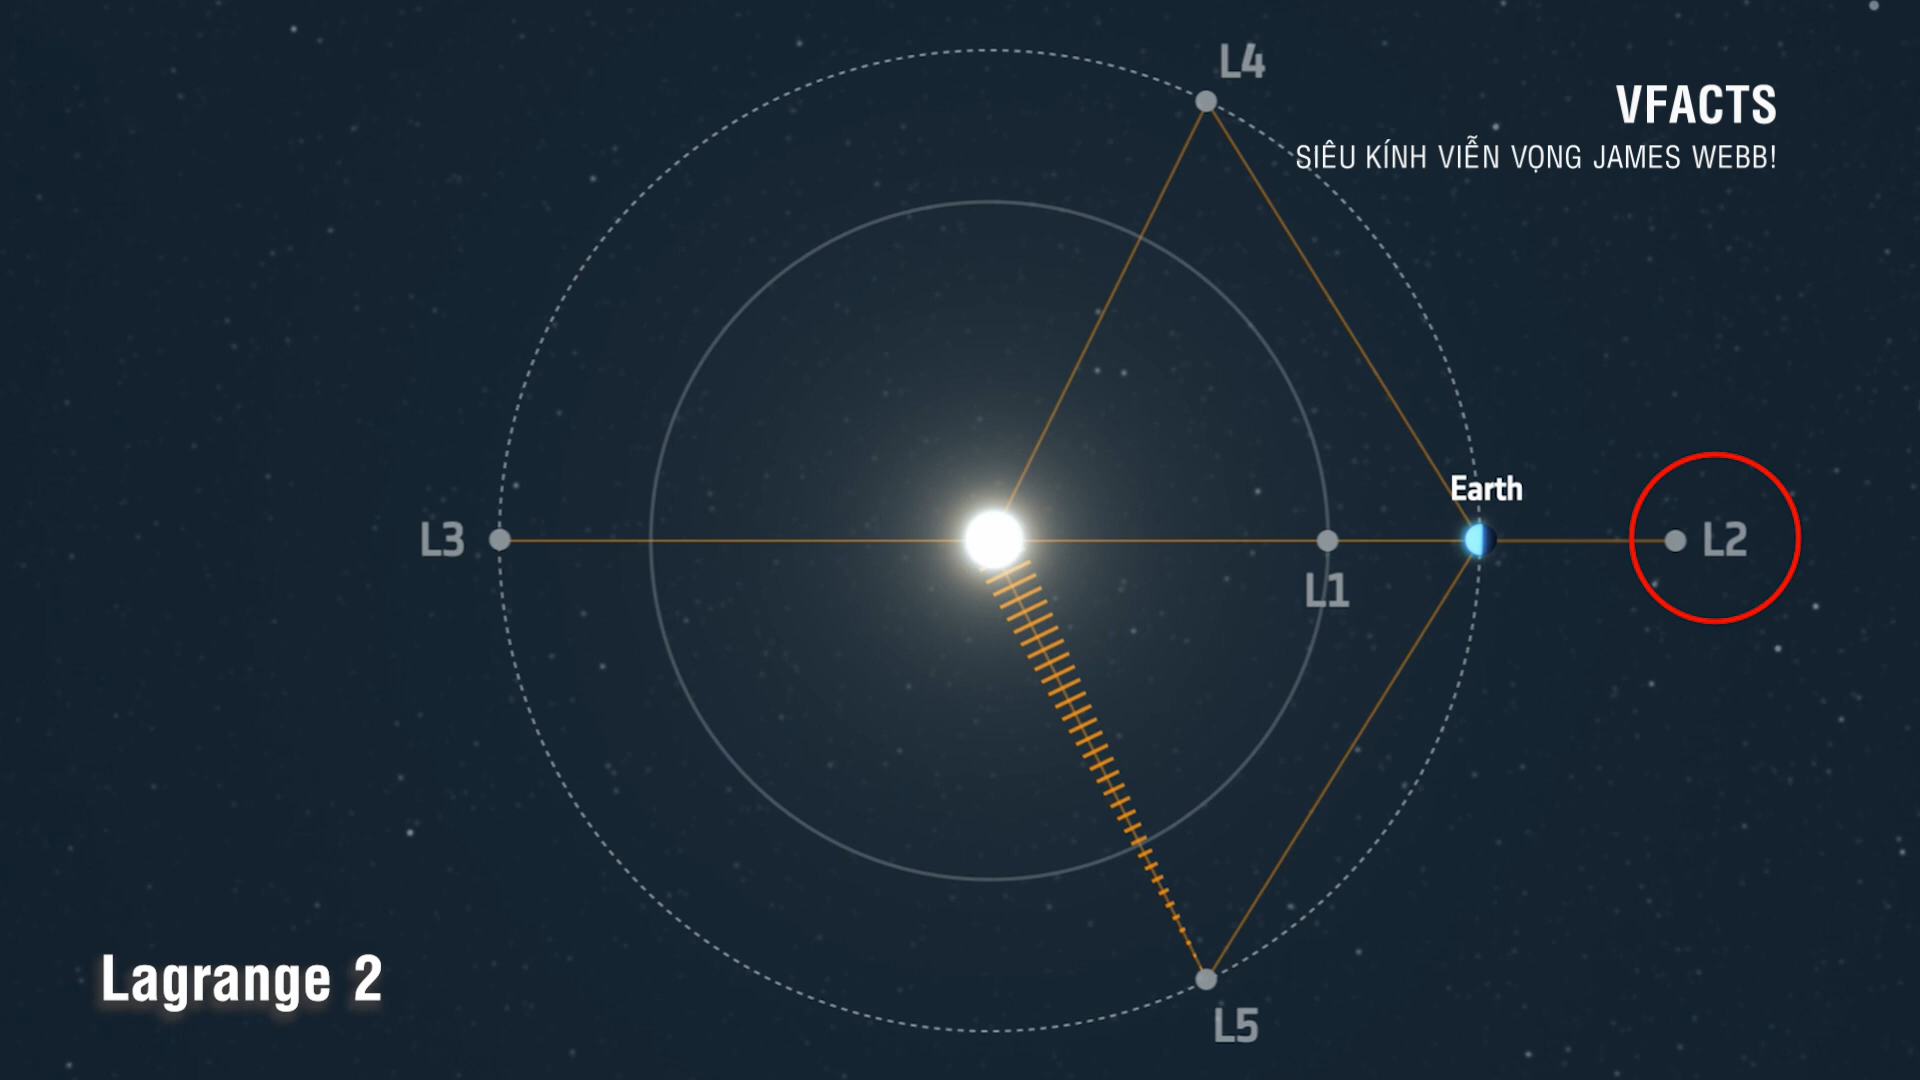 L4
VFACTS
SIÊU KÍNH VIỄN VỌNG JAMES WEBB!
Earth
L3
L2
L1
Lagrange 2
L5